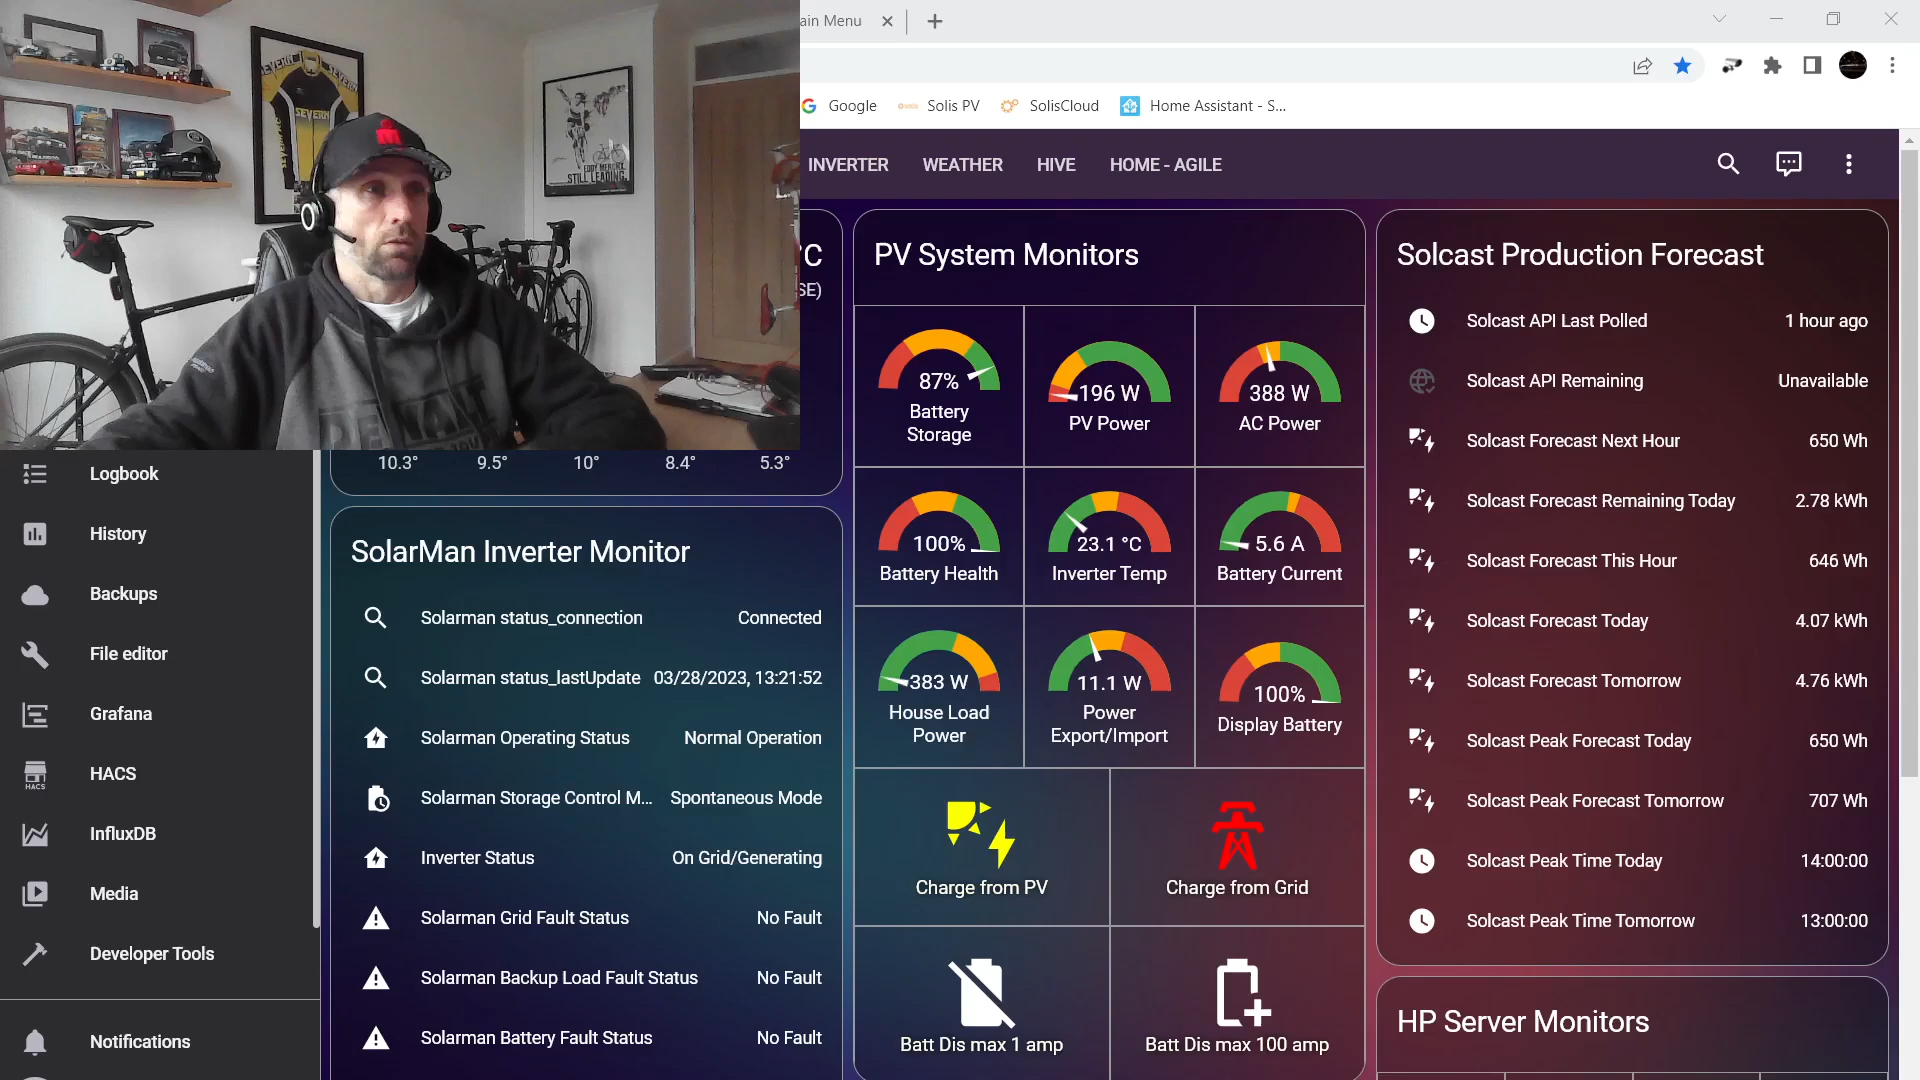 ain Menu
Google
Solis PV
SolisCloud
Home Assistant - S...
INVERTER
WEATHER
HIVE
HOME - AGILE
SEVERN
STILL LEADING.
°C
SE)
10.3°
9.5°
10°
8.4°
5.3°
Logbook
History
Backups
File editor
Grafana
HACS
HACS
InfluxDB
Media
Developer Tools
Notifications
SolarMan Inverter Monitor
Solarman status_connection Connected
Solarman status_lastUpdate 03/28/2023, 13:21:52
Solarman Operating Status Normal Operation
Solarman Storage Control M... Spontaneous Mode
Inverter Status On Grid/Generating
Solarman Grid Fault Status No Fault
Solarman Backup Load Fault Status No Fault
Solarman Battery Fault Status No Fault
PV System Monitors
87%
Battery
Storage
196 W
PV Power
388 W
AC Power
100%
Battery Health
23.1 °C
Inverter Temp
5.6 A
Battery Current
383 W
House Load
Power
11.1 W
Power
Export/Import
100%
Display Battery
Charge from PV
Charge from Grid
Batt Dis max 1 amp
Batt Dis max 100 amp
Solcast Production Forecast
Solcast API Last Polled 1 hour ago
Solcast API Remaining Unavailable
Solcast Forecast Next Hour 650 Wh
Solcast Forecast Remaining Today 2.78 kWh
Solcast Forecast This Hour 646 Wh
Solcast Forecast Today 4.07 kWh
Solcast Forecast Tomorrow 4.76 kWh
Solcast Peak Forecast Today 650 Wh
Solcast Peak Forecast Tomorrow 707 Wh
Solcast Peak Time Today 14:00:00
Solcast Peak Time Tomorrow 13:00:00
HP Server Monitors